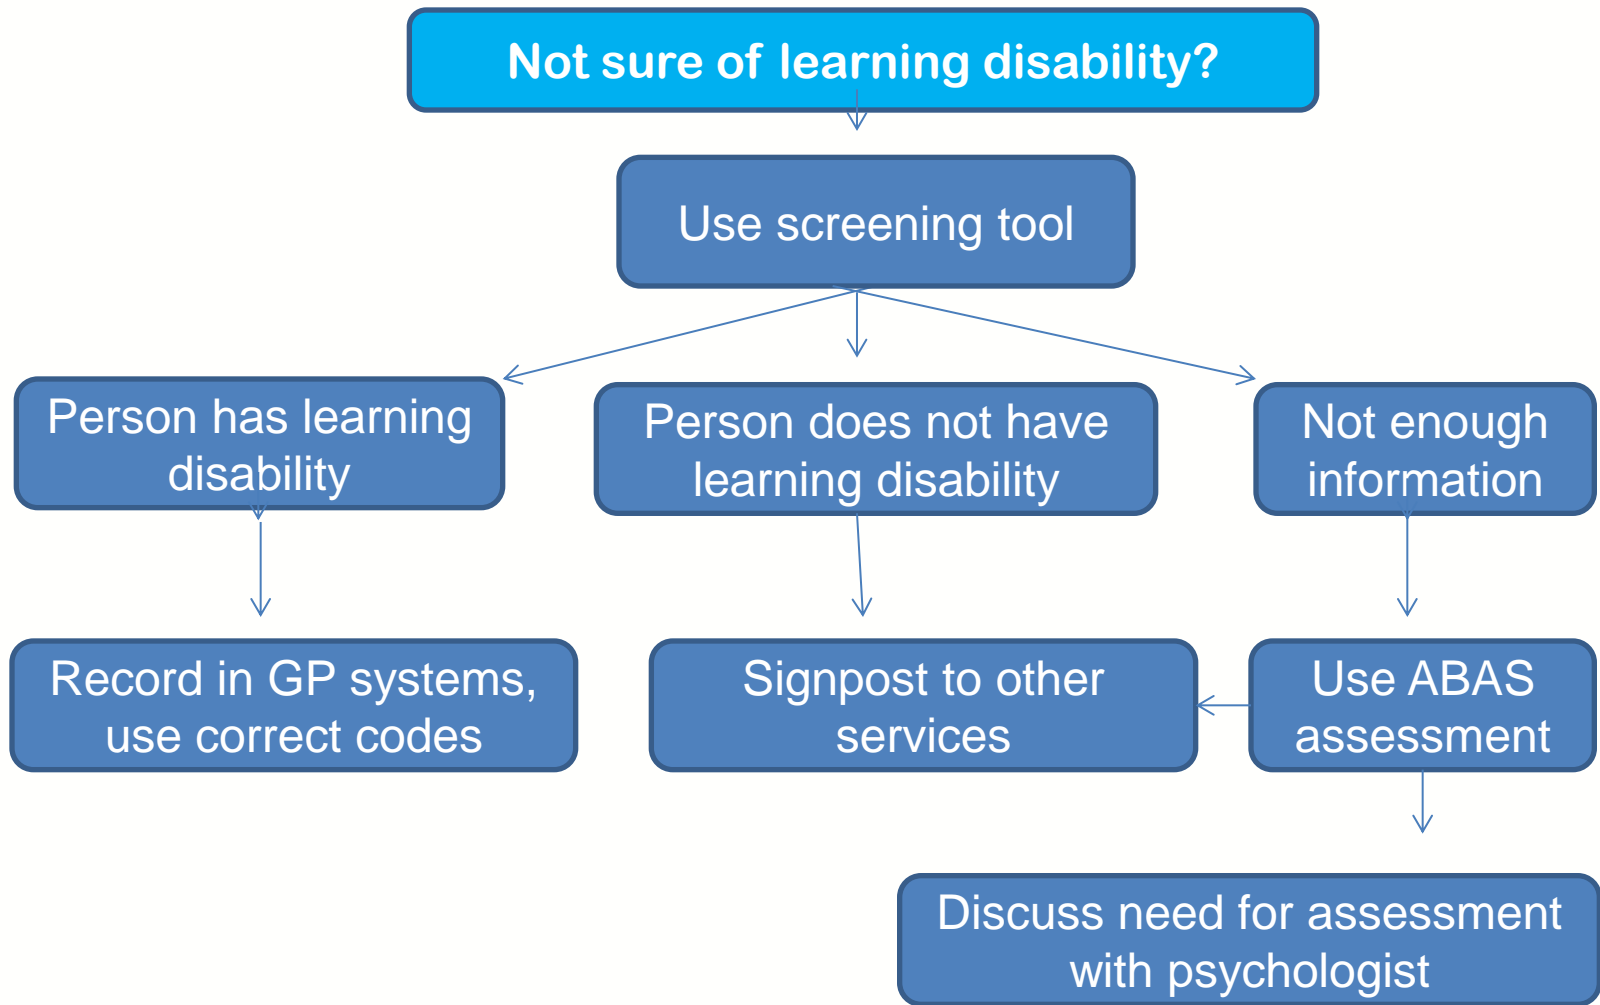 Not sure of learning disability?
Use screening tool
Person has learning
disability
Person does not have
learning disability
Not enough
information
Record in GP systems,
use correct codes
Signpost to other
services
Use ABAS
assessment
Discuss need for assessment
with psychologist